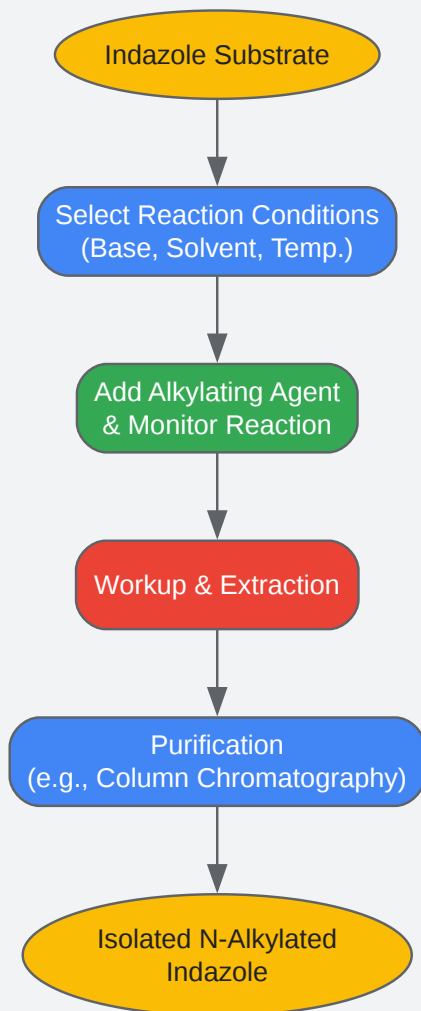 Indazole Substrate
Select Reaction Conditions
(Base, Solvent, Temp.)
Add Alkylating Agent
& Monitor Reaction
Workup & Extraction
Purification
(e.g., Column Chromatography)
Isolated N-Alkylated
Indazole